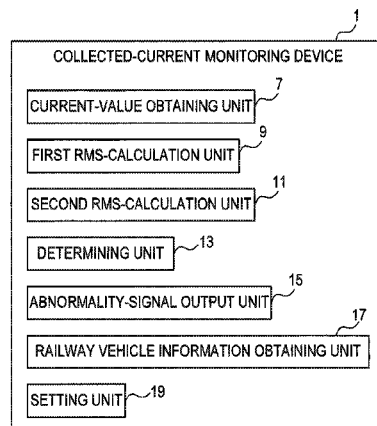 1
COLLECTED-CURRENT MONITORING DEVICE
CURRENT-VALUE OBTAINING UNIT
7
FIRST RMS-CALCULATION UNIT
9
SECOND RMS-CALCULATION UNIT
11
DETERMINING UNIT
13
ABNORMALITY-SIGNAL OUTPUT UNIT
15
RAILWAY VEHICLE INFORMATION OBTAINING UNIT
17
SETTING UNIT
19